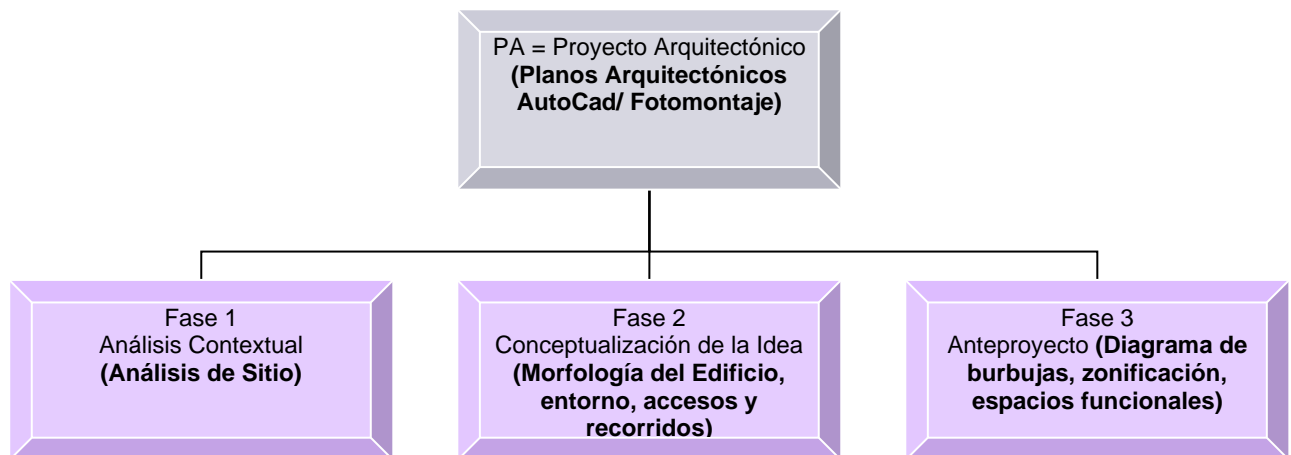 PA = Proyecto Arquitectónico
(Planos Arquitectónicos
AutoCad/ Fotomontaje)
Fase 1
Análisis Contextual
(Análisis de Sitio)
Fase 2
Conceptualización de la Idea
(Morfología del Edificio,
entorno, accesos y
recorridos)
Fase 3
Anteproyecto (Diagrama de
burbujas, zonificación,
espacios funcionales)